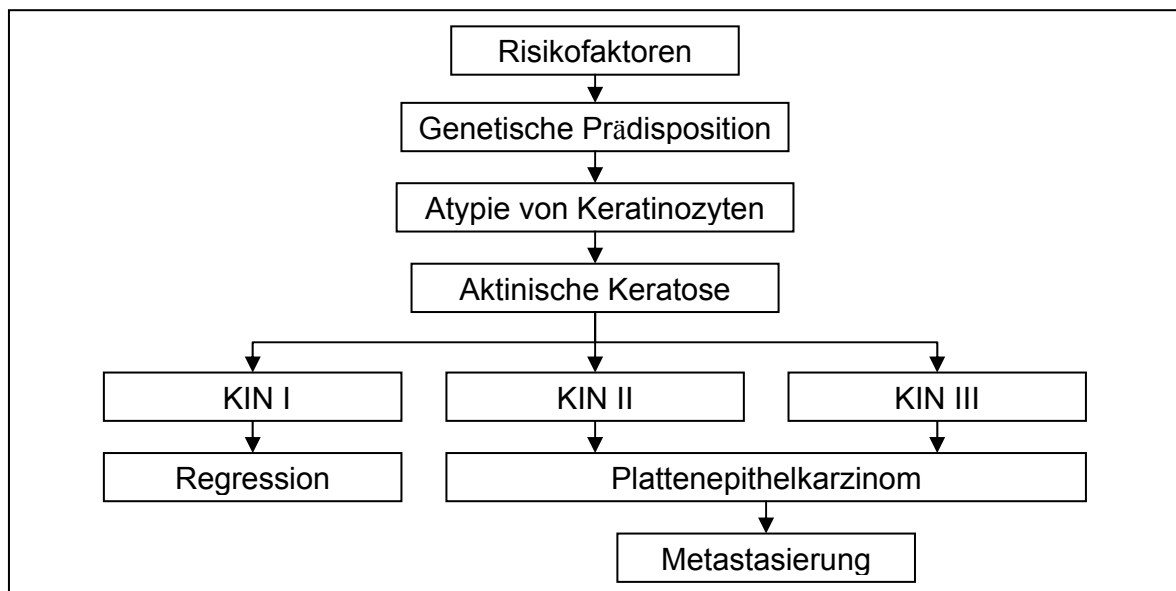 Risikofaktoren
Genetische Prädisposition
Atypie von Keratinozyten
Aktinische Keratose
KIN I
KIN II
KIN III
Regression
Plattenepithelkarzinom
Metastasierung